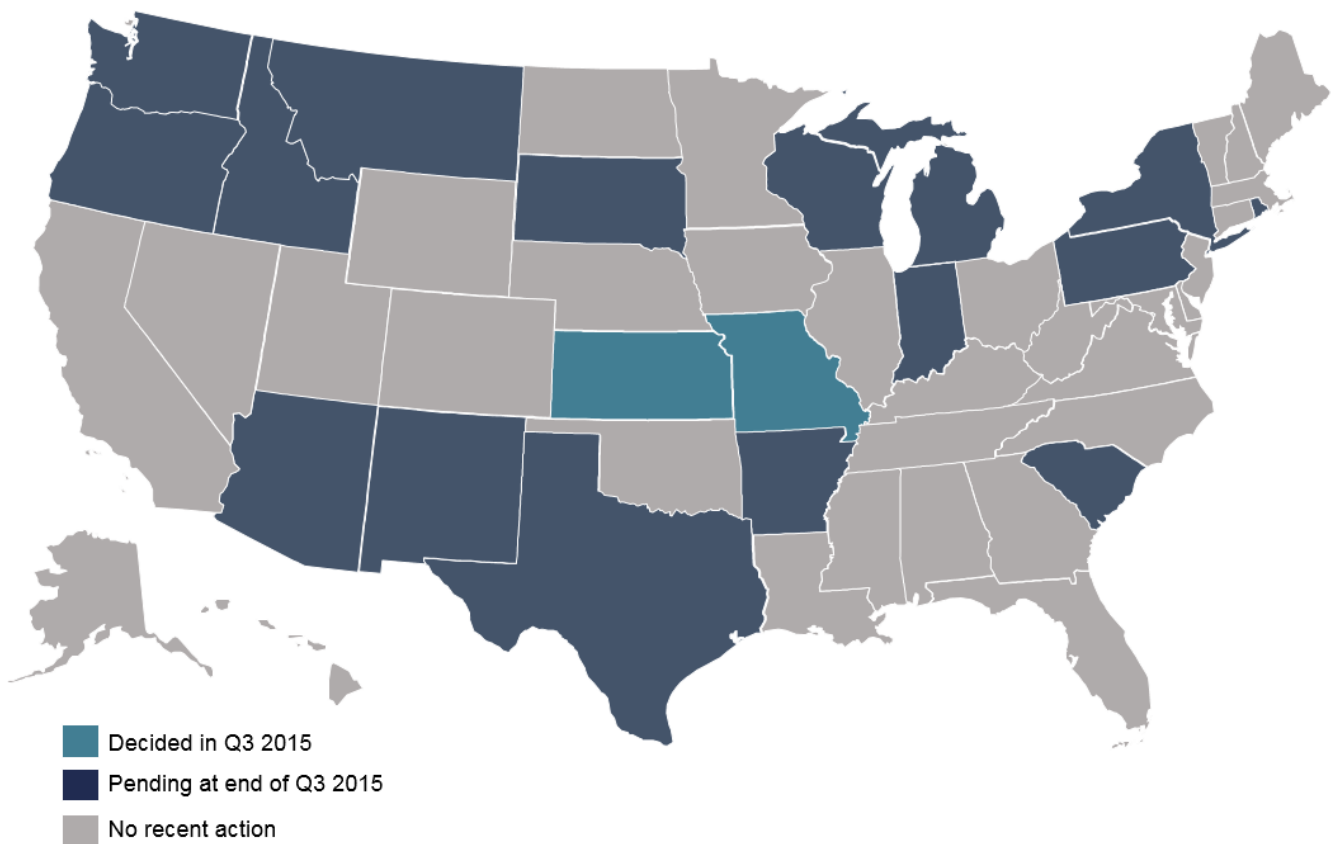 Decided in Q3 2015
Pending at end of Q3 2015
No recent action